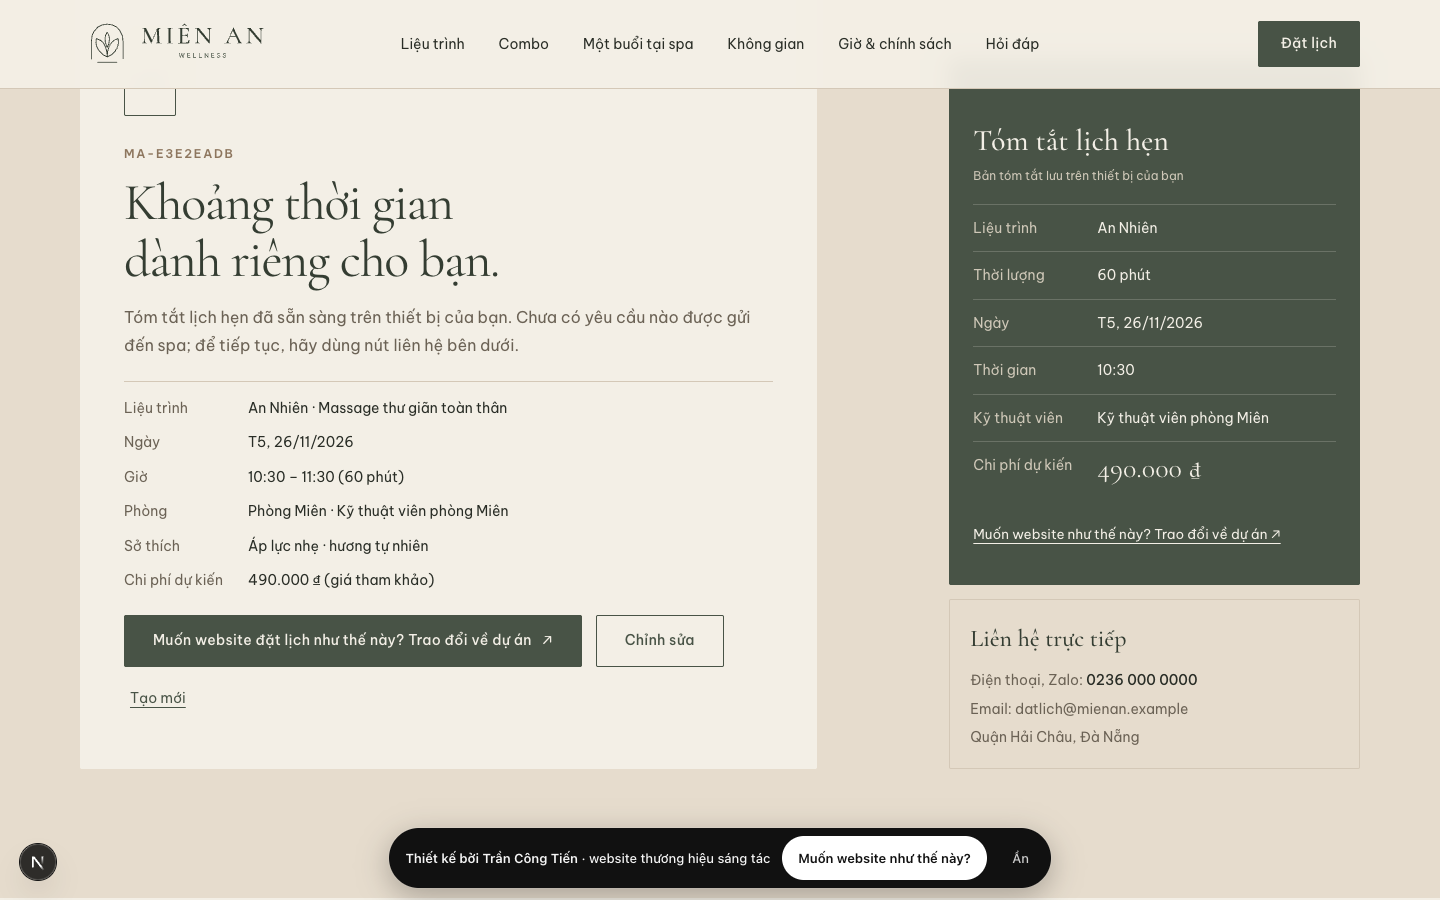 MIÊN AN
WELLNESS
Liệu trình
Combo
Một buổi tại spa
Không gian
Giờ & chính sách
Hỏi đáp
Đặt lịch
MA-E3E2EADB
Khoảng thời gian
dành riêng cho bạn.
Tóm tắt lịch hẹn đã sẵn sàng trên thiết bị của bạn. Chưa có yêu cầu nào được gửi
đến spa; để tiếp tục, hãy dùng nút liên hệ bên dưới.
Liệu trình An Nhiên · Massage thư giãn toàn thân
Ngày T5, 26/11/2026
Giờ 10:30 – 11:30 (60 phút)
Phòng Phòng Miên · Kỹ thuật viên phòng Miên
Sở thích Áp lực nhẹ · hương tự nhiên
Chi phí dự kiến 490.000 ₫ (giá tham khảo)
Muốn website đặt lịch như thế này? Trao đổi về dự án ↗
Chỉnh sửa
Tạo mới
Tóm tắt lịch hẹn
Bản tóm tắt lưu trên thiết bị của bạn
Liệu trình An Nhiên
Thời lượng 60 phút
Ngày T5, 26/11/2026
Thời gian 10:30
Kỹ thuật viên Kỹ thuật viên phòng Miên
Chi phí dự kiến 490.000 ₫
Muốn website như thế này? Trao đổi về dự án ↗
Liên hệ trực tiếp
Điện thoại, Zalo: 0236 000 0000
Email: datlich@mienan.example
Quận Hải Châu, Đà Nẵng
N
Thiết kế bởi Trần Công Tiến · website thương hiệu sáng tác
Muốn website như thế này?
Ẩn